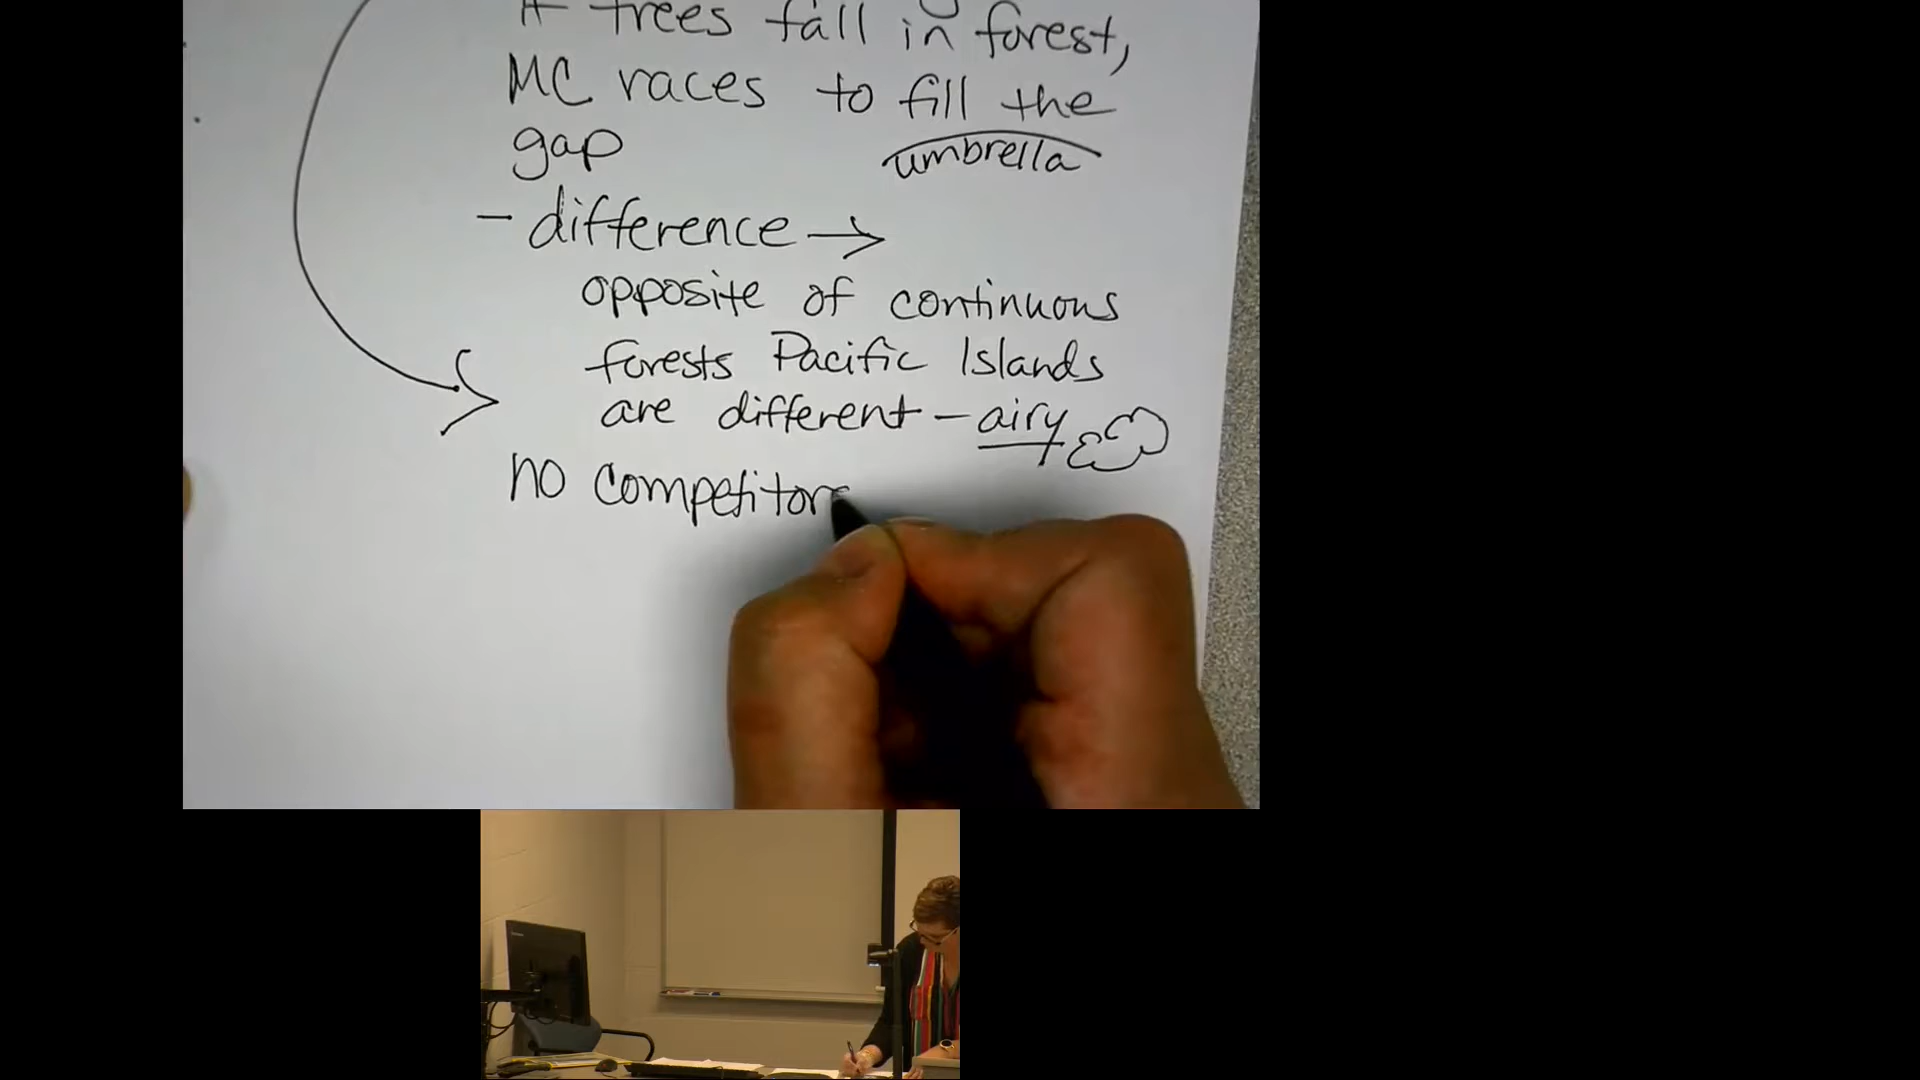 If trees fall in forest,
MC races to fill the
gap
umbrella
- difference →
opposite of continuous
forests Pacific Islands
are different - airy
no competitors